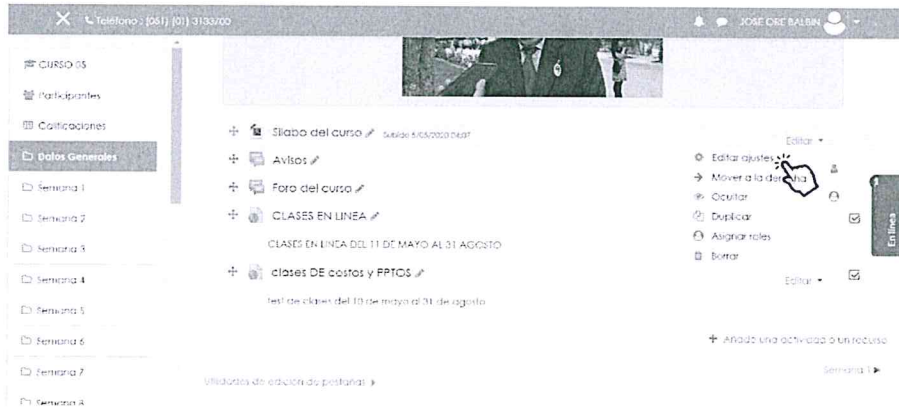 Teléfono : (051) (01) 3133700
JOSE ORE BALBIN
CURSO 05
Participantes
Calificaciones
Datos Generales
Semana 1
Semana 2
Semana 3
Semana 4
Semana 5
Semana 6
Semana 7
Semana 8
Silabo del curso
Avisos
Foro del curso
CLASES EN LINEA
CLASES EN LINEA DEL 11 DE MAYO AL 31 AGOSTO
clases DE costos y PPTOS
test de clases del 10 de mayo al 31 de agosto
Editar
Editar ajustes
Mover a la derecha
Ocultar
Duplicar
Asignar roles
Borrar
Editar
En línea
Añade una actividad o un recurso
Utilidades de edición de pestaña:
Semana 1